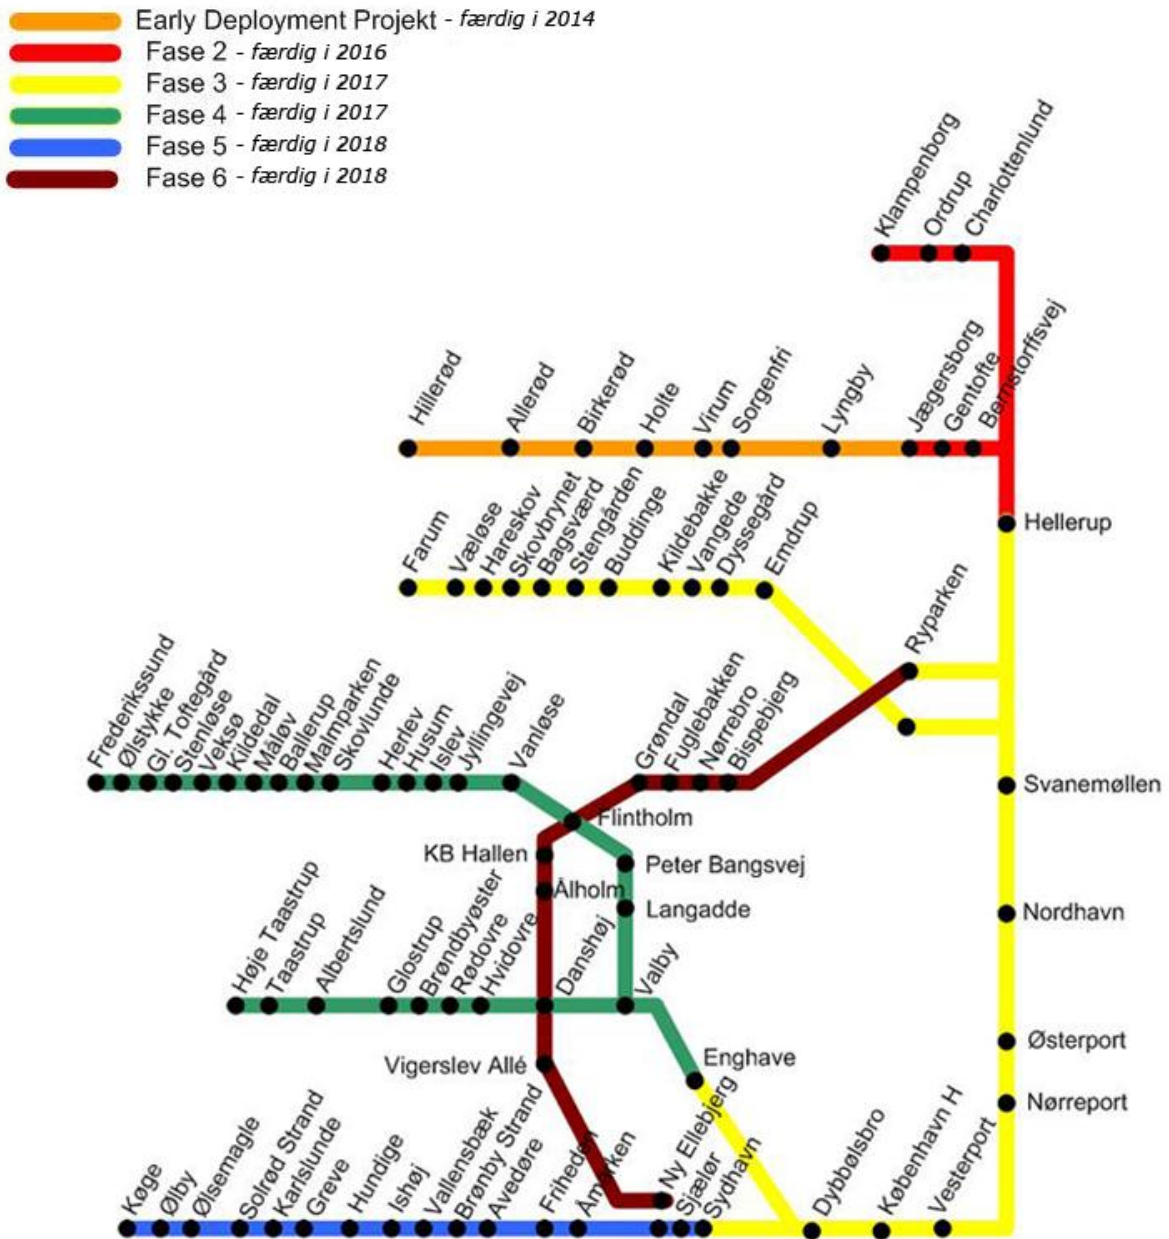 Early Deployment Projekt - færdig i 2014
Fase 2 - færdig i 2016
Fase 3 - færdig i 2017
Fase 4 - færdig i 2017
Fase 5 - færdig i 2018
Fase 6 - færdig i 2018
Klampenborg
Ordrup
Charlottenlund
Hillerød
Allerød
Birkerød
Holte
Virum
Sorgenfri
Lyngby
Jægersborg
Gentofte
Bernstorffsvej
Hellerup
Farum
Væløse
Hareskov
Skovbrynet
Bagsværd
Stengården
Buddinge
Kildebakke
Vangede
Dyssegård
Emdrup
Ryparken
Frederikssund
Ølstykke
Gl. Toftegård
Stenløse
Veksø
Kildedal
Måløv
Ballerup
Malmparken
Skovlunde
Herlev
Husum
Islev
Jyllingevej
Vanløse
Grøndal
Fuglebakken
Nørrebro
Bispebjerg
Svanemøllen
Flintholm
KB Hallen
Peter Bangsvej
Ålholm
Langadde
Nordhavn
Høje Taastrup
Taastrup
Albertslund
Glostrup
Brøndbyøster
Rødovre
Hvidovre
Danshøj
Valby
Østerport
Vigerslev Allé
Enghave
Nørreport
Køge
Ølby
Ølsemagle
Solrød Strand
Karlslunde
Greve
Hundige
Ishøj
Vallensbæk
Brønby Strand
Avedøre
Friheden
Åmarken
Ny Ellebjerg
Sjælør
Sydhavn
Dybbølsbro
København H
Vesterport